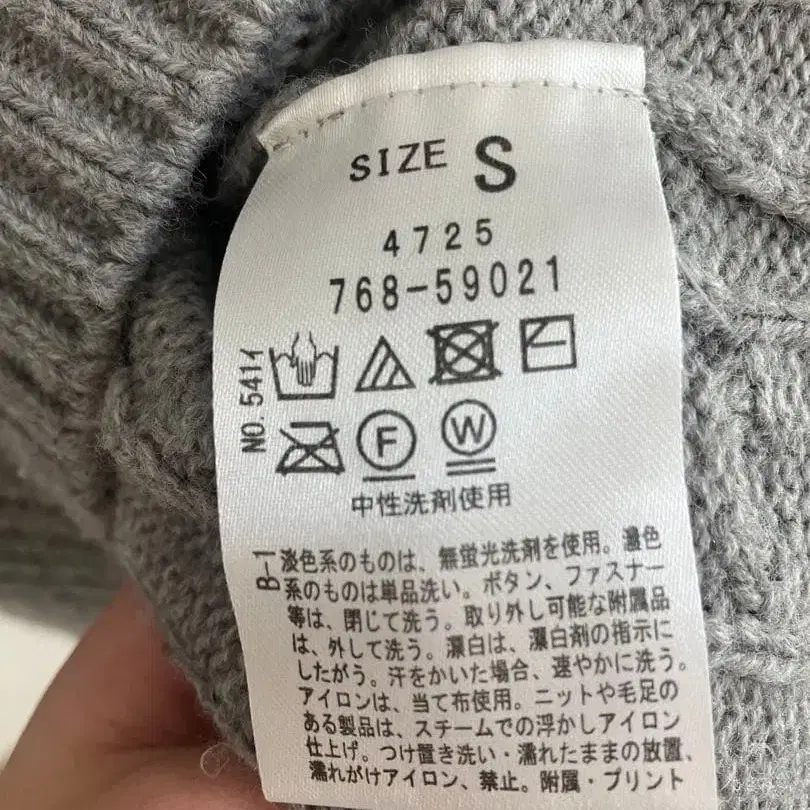 SIZE S
4725
768-59021
NO.541イ
F W
中性洗剤使用
B-1
淡色系のものは、無蛍光洗剤を使用。濃色
系のものは単品洗い。ボタン、ファスナー
等は、閉じて洗う。取り外し可能な附属品
は、外して洗う。漂白は、漂白剤の指示に
したがう。汗をかいた場合、速やかに洗う。
アイロンは、当て布使用。ニットや毛足の
ある製品は、スチームでの浮かしアイロン
仕上げ。つけ置き洗い・濡れたままの放置、
濡れがけアイロン、禁止。附属・プリント